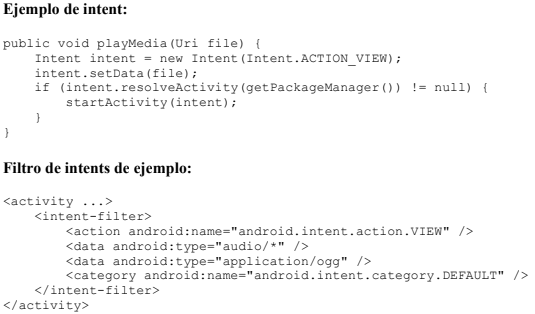 Ejemplo de intent:
public void playMedia(Uri file) {
    Intent intent = new Intent(Intent.ACTION_VIEW);
    intent.setData(file);
    if (intent.resolveActivity(getPackageManager()) != null) {
        startActivity(intent);
    }
}
Filtro de intents de ejemplo:
<activity ...>
    <intent-filter>
        <action android:name="android.intent.action.VIEW" />
        <data android:type="audio/*" />
        <data android:type="application/ogg" />
        <category android:name="android.intent.category.DEFAULT" />
    </intent-filter>
</activity>